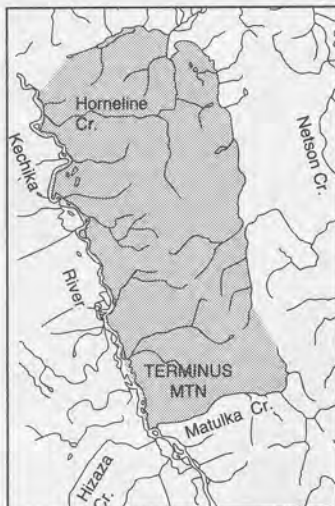 Horneline
Cr.
Kechika
River
Netson Cr.
TERMINUS
MTN
Matulka Cr.
Hizaza
Cr.